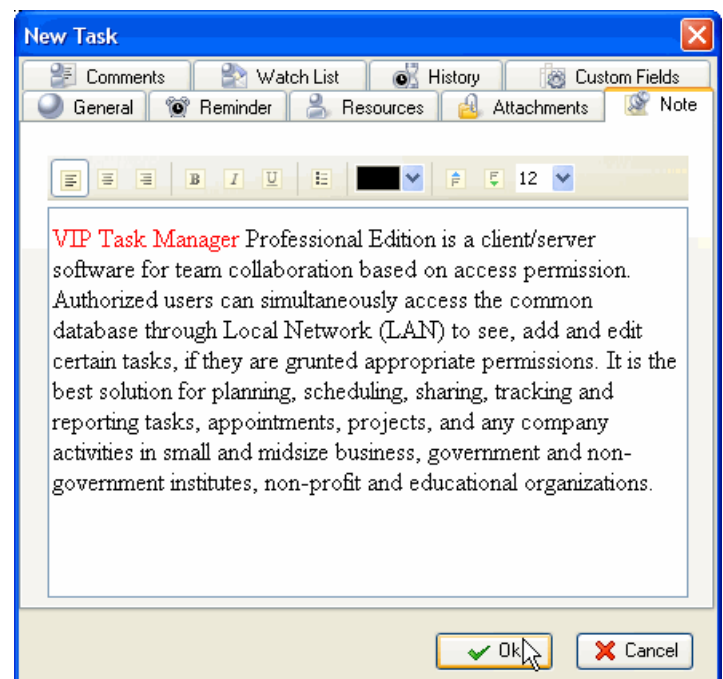 New Task
Comments Watch List History Custom Fields
General Reminder Resources Attachments Note
B I U F F 12
VIP Task Manager Professional Edition is a client/server
software for team collaboration based on access permission.
Authorized users can simultaneously access the common
database through Local Network (LAN) to see, add and edit
certain tasks, if they are grunted appropriate permissions. It is the
best solution for planning, scheduling, sharing, tracking and
reporting tasks, appointments, projects, and any company
activities in small and midsize business, government and non-
government institutes, non-profit and educational organizations.
Ok Cancel